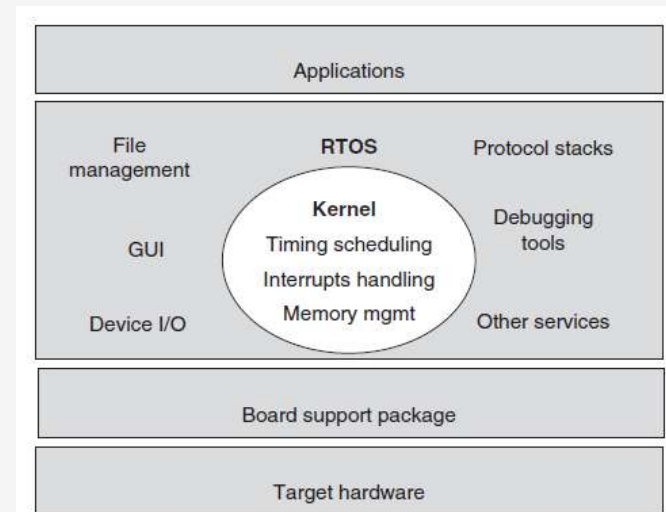 Applications
File
management
RTOS
Protocol stacks
Kernel
Timing scheduling
Interrupts handling
Memory mgmt
GUI
Debugging
tools
Device I/O
Other services
Board support package
Target hardware